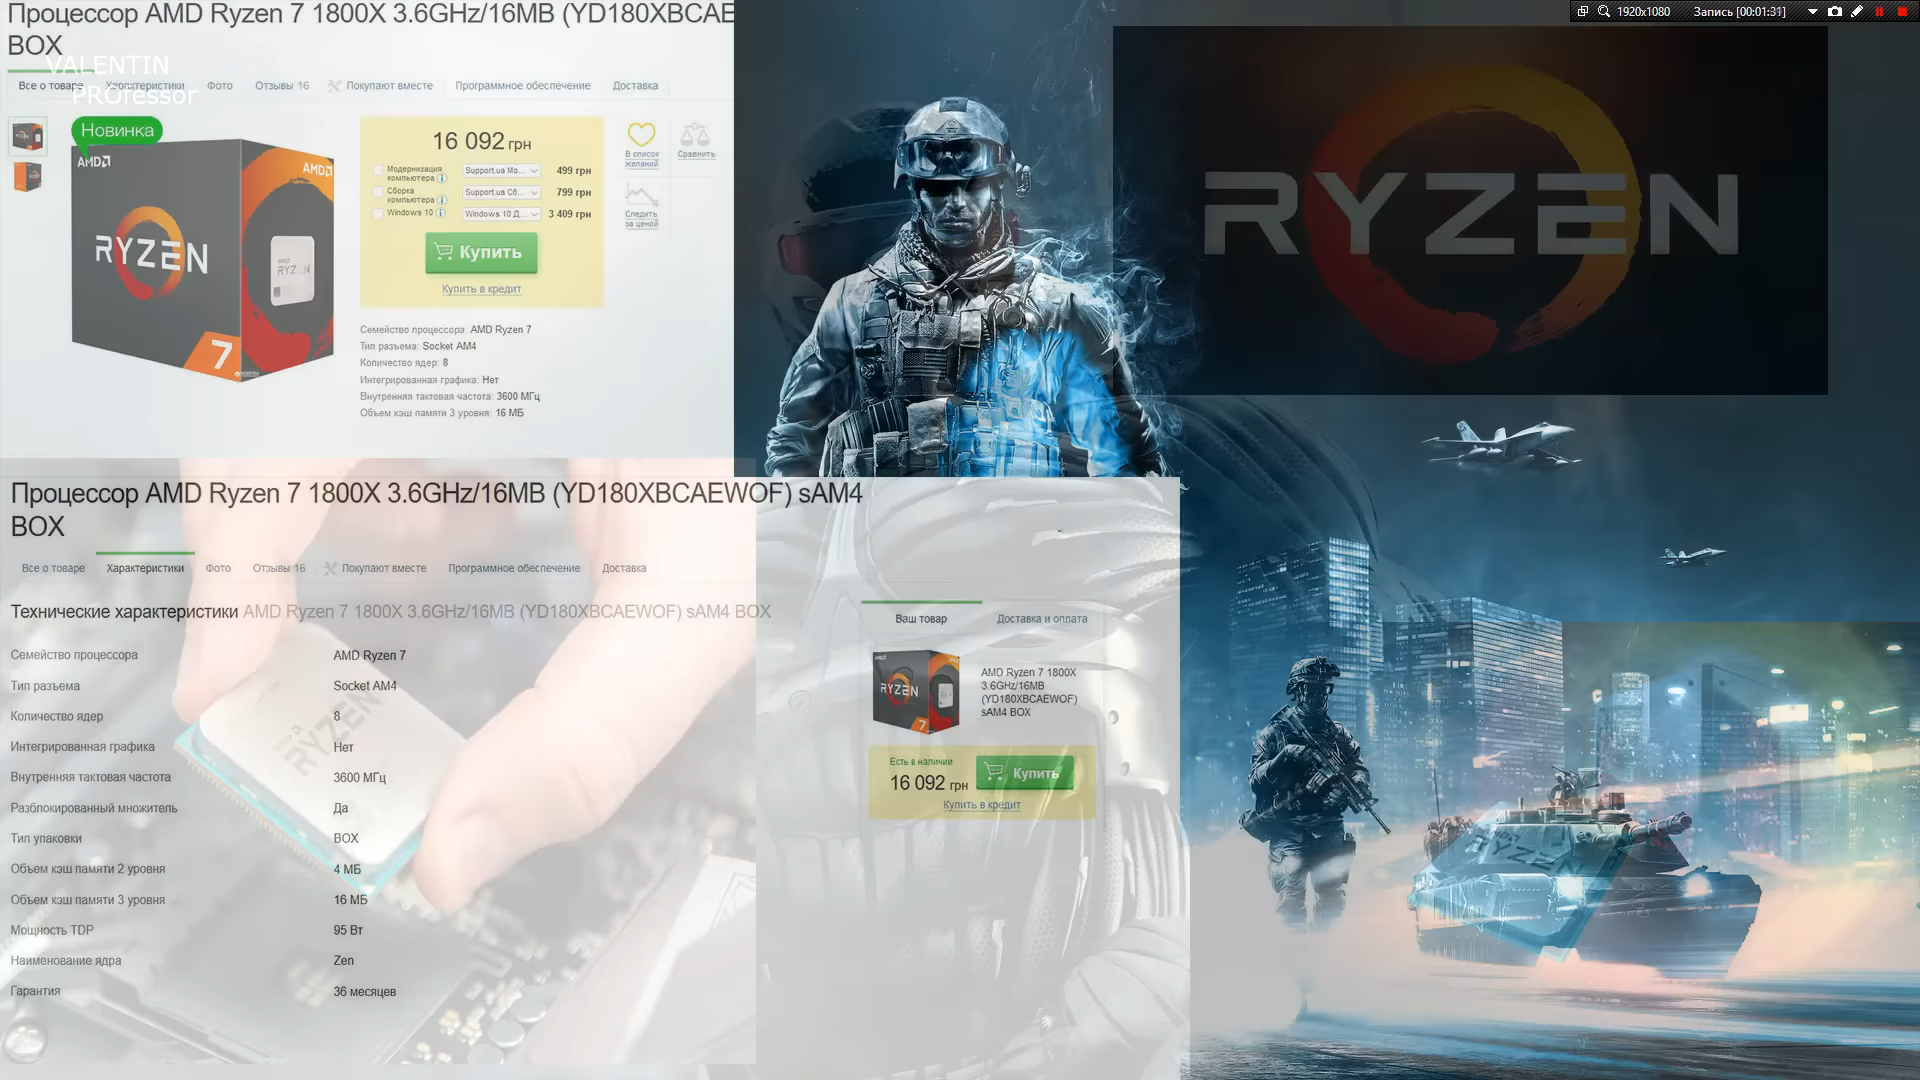 Процессор AMD Ryzen 7 1800X 3.6GHz/16MB (YD180XBCAE
BOX
VALENTIN
PROfessor
Все о товаре Характеристики Фото Отзывы 16 Покупают вместе Программное обеспечение Доставка
Новинка
AMD
AMD
RYZEN
RYZEN
7
16 092 грн
Модернизация компьютера Support.ua Мо... 499 грн
Сборка компьютера Support.ua Сб... 799 грн
Windows 10 Windows 10 Д... 3 409 грн
Купить
Купить в кредит
В список желаний
Сравнить
Следить за ценой
Семейство процессора: AMD Ryzen 7
Тип разъема: Socket AM4
Количество ядер: 8
Интегрированная графика: Нет
Внутренняя тактовая частота: 3600 МГц
Объем кэш памяти 3 уровня: 16 МБ
1920x1080 Запись [00:01:31]
RYZEN
Процессор AMD Ryzen 7 1800X 3.6GHz/16MB (YD180XBCAEWOF) sAM4
BOX
Все о товаре Характеристики Фото Отзывы 16 Покупают вместе Программное обеспечение Доставка
Технические характеристики AMD Ryzen 7 1800X 3.6GHz/16MB (YD180XBCAEWOF) sAM4 BOX
Семейство процессора AMD Ryzen 7
Тип разъема Socket AM4
Количество ядер 8
Интегрированная графика Нет
Внутренняя тактовая частота 3600 МГц
Разблокированный множитель Да
Тип упаковки BOX
Объем кэш памяти 2 уровня 4 МБ
Объем кэш памяти 3 уровня 16 МБ
Мощность TDP 95 Вт
Наименование ядра Zen
Гарантия 36 месяцев
RYZEN
Ваш товар Доставка и оплата
RYZEN
7
AMD Ryzen 7 1800X
3.6GHz/16MB
(YD180XBCAEWOF)
sAM4 BOX
Есть в наличии
16 092 грн
Купить
Купить в кредит